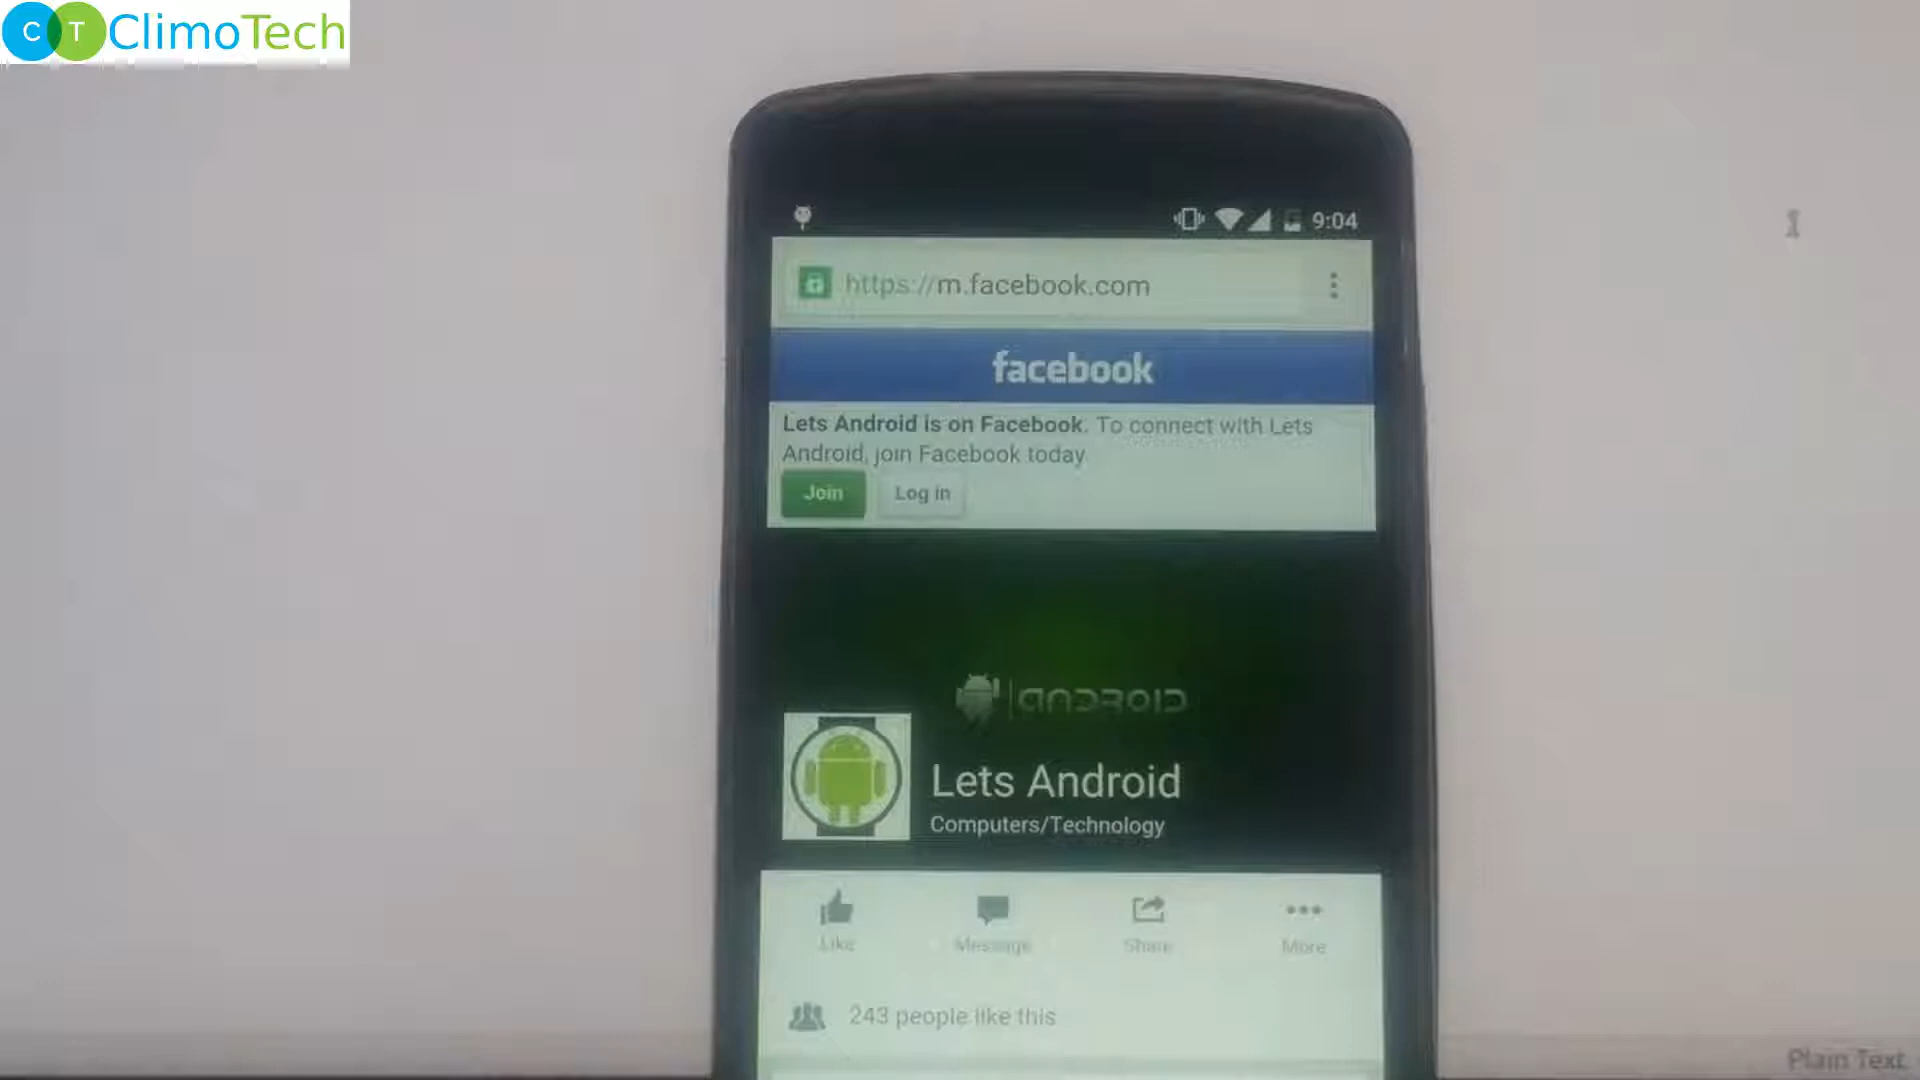 CT ClimoTech
9:04
https://m.facebook.com
facebook
Lets Android is on Facebook. To connect with Lets
Android, join Facebook today.
Join Log in
ANDROID
Lets Android
Computers/Technology
Like Message Share More
243 people like this
Plain Text